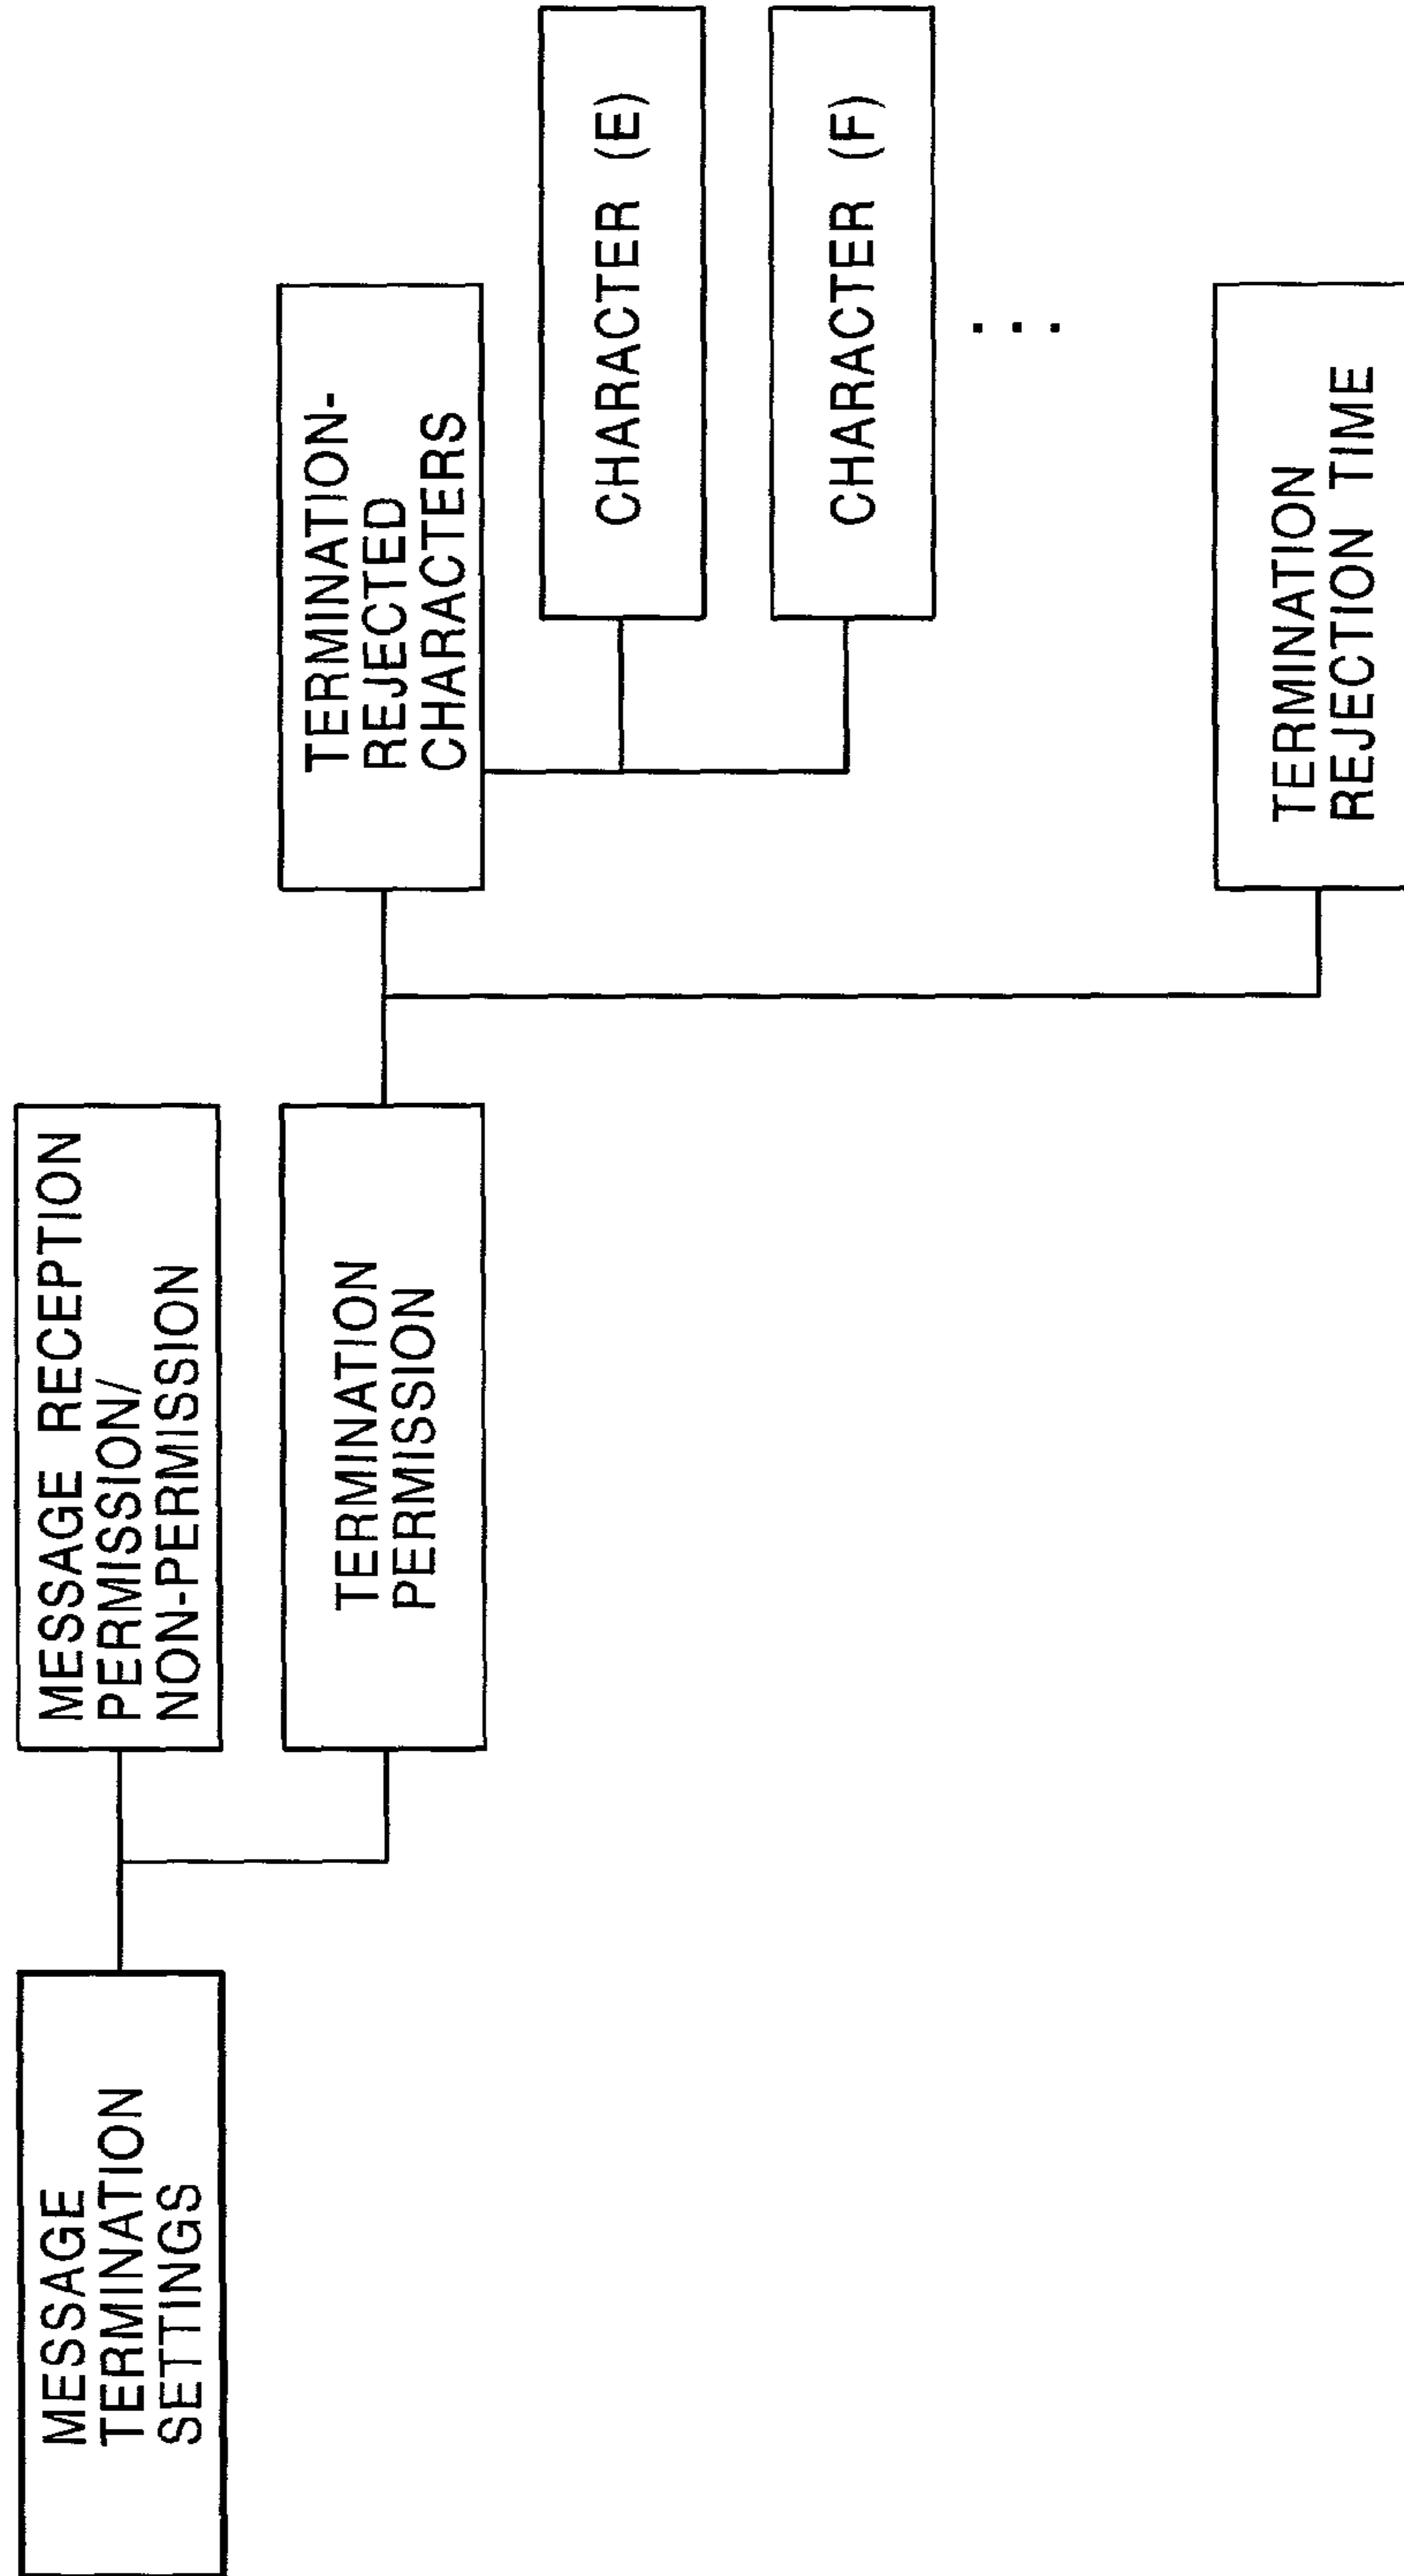 MESSAGE
TERMINATION
SETTINGS
MESSAGE RECEPTION
PERMISSION/
NON-PERMISSION
TERMINATION
PERMISSION
TERMINATION-
REJECTED
CHARACTERS
CHARACTER (E)
CHARACTER (F)
...
TERMINATION
REJECTION TIME